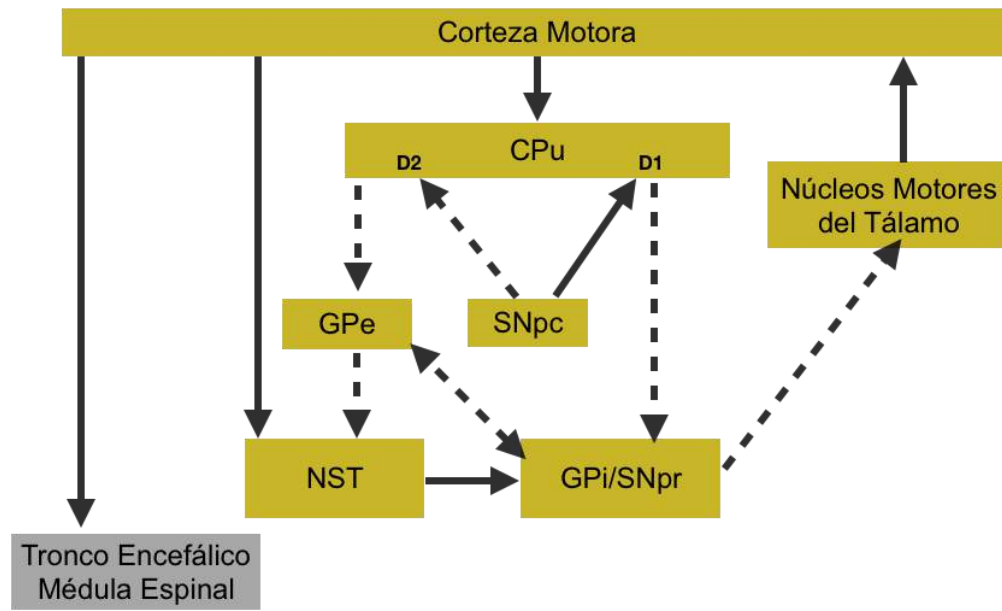 Corteza Motora
CPu
D2
D1
Núcleos Motores
del Tálamo
GPe
SNpc
NST
GPi/SNpr
Tronco Encefálico
Médula Espinal